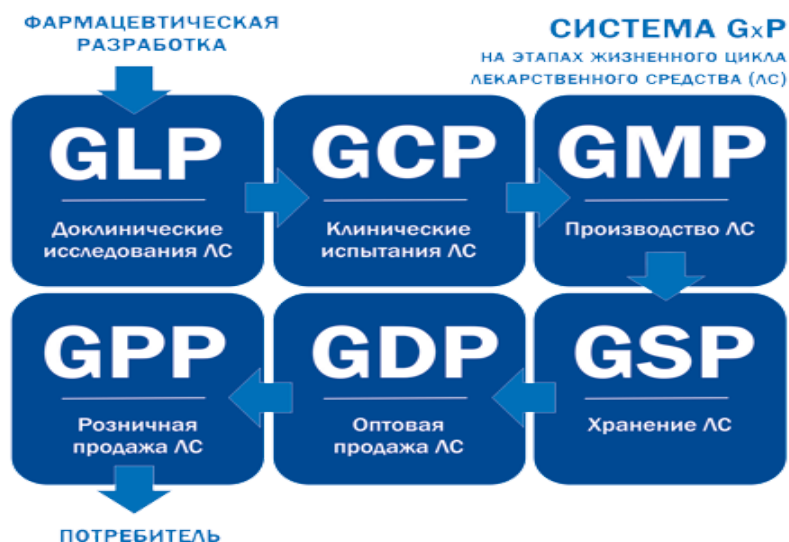 ФАРМАЦЕВТИЧЕСКАЯ
РАЗРАБОТКА
СИСТЕМА GxP
НА ЭТАПАХ ЖИЗНЕННОГО ЦИКЛА
ЛЕКАРСТВЕННОГО СРЕДСТВА (ЛС)
GLP
Доклинические
исследования ЛС
GCP
Клинические
испытания ЛС
GMP
Производство ЛС
GPP
Розничная
продажа ЛС
GDP
Оптовая
продажа ЛС
GSP
Хранение ЛС
ПОТРЕБИТЕЛЬ